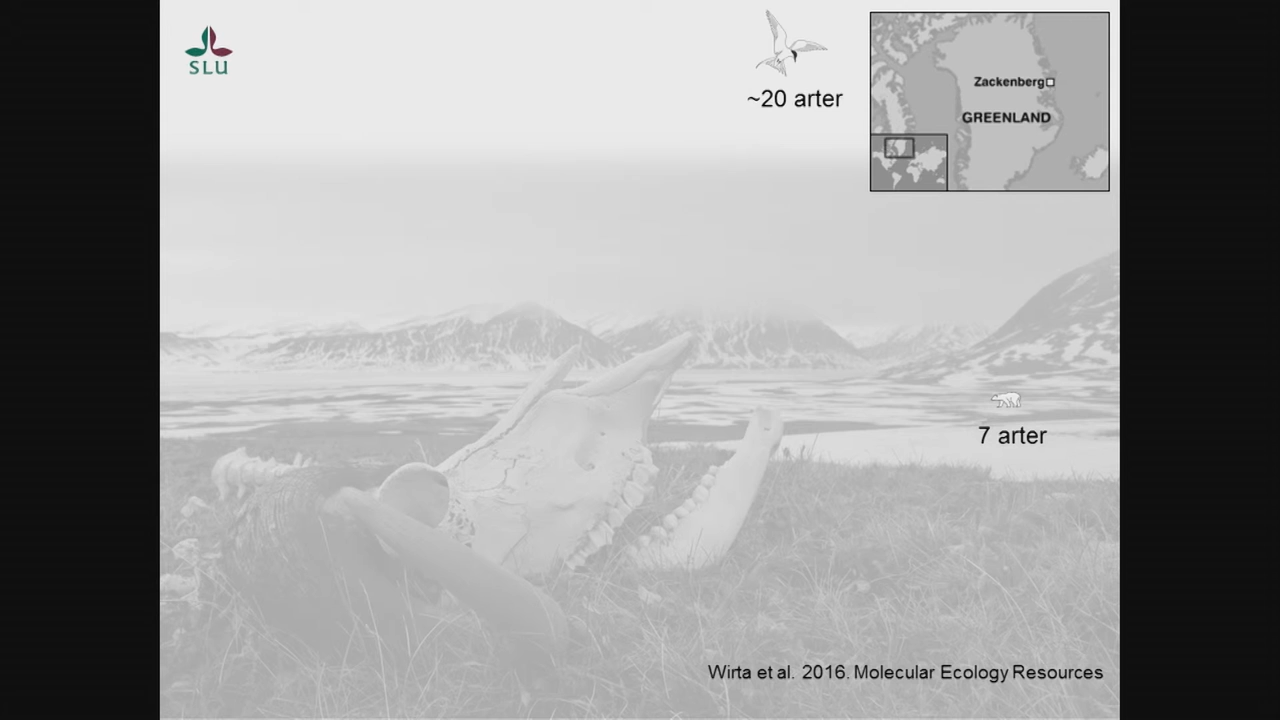 SLU
~20 arter
Zackenberg
GREENLAND
7 arter
Wirta et al. 2016. Molecular Ecology Resources